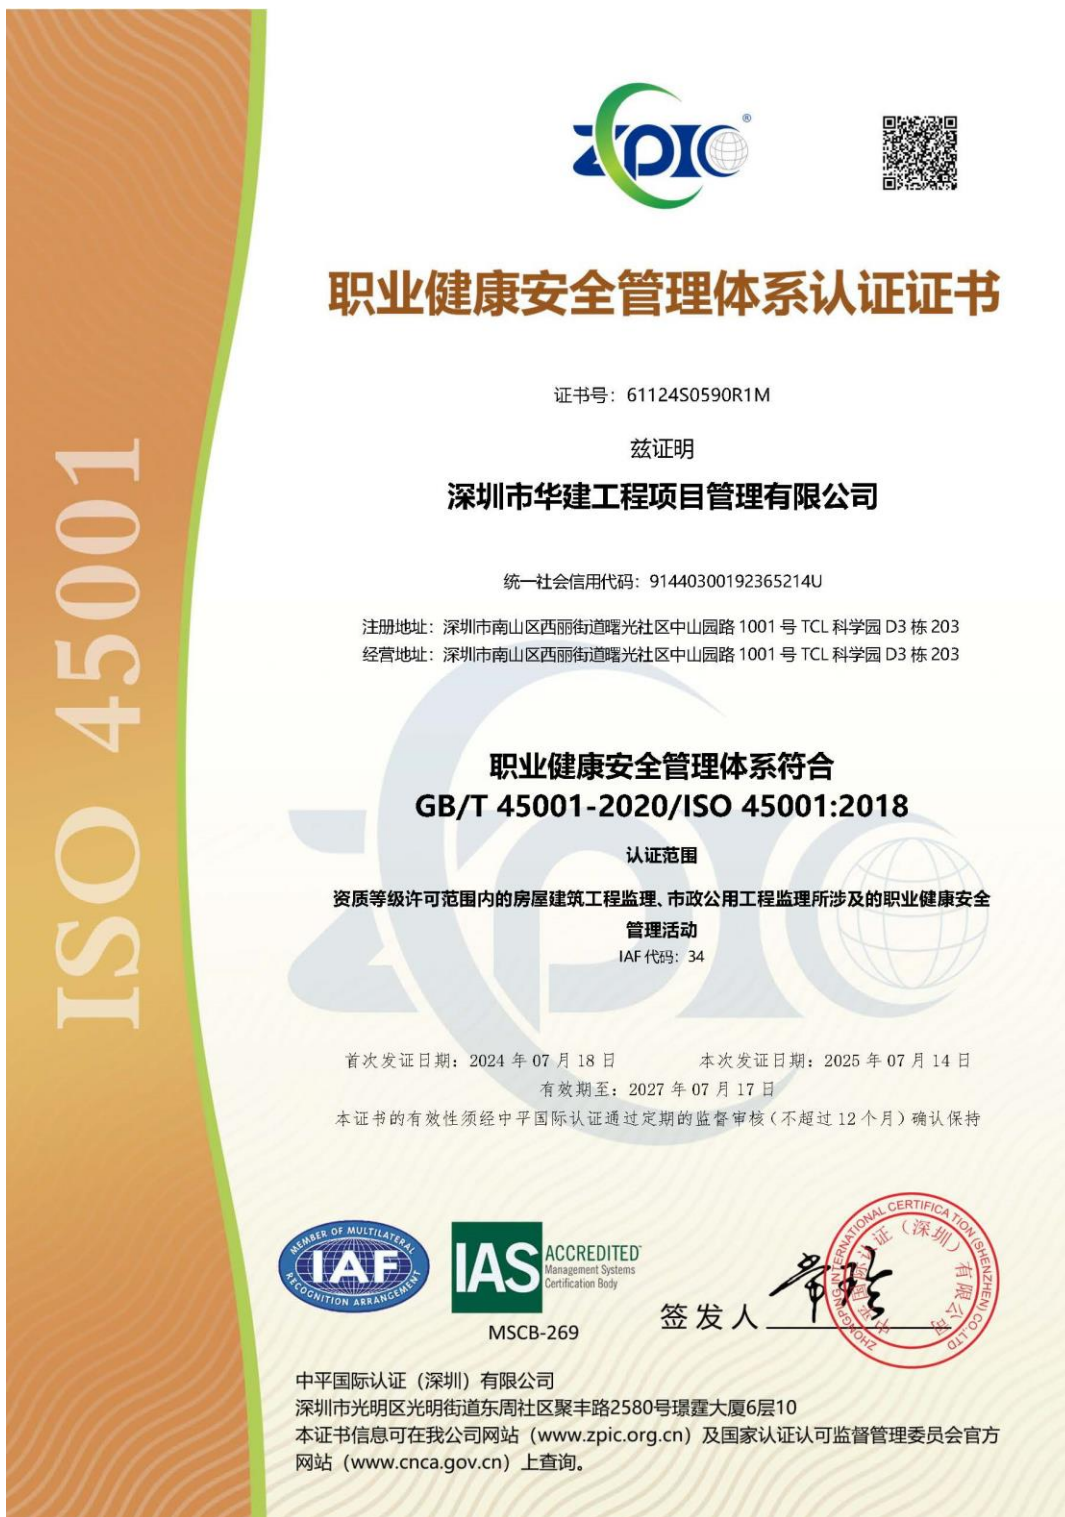 ZPIC®
职业健康安全管理体系认证证书
证书号：61124S0590R1M
兹证明
深圳市华建工程项目管理有限公司
统一社会信用代码：91440300192365214U
注册地址：深圳市南山区西丽街道曙光社区中山园路 1001 号 TCL 科学园 D3 栋 203
经营地址：深圳市南山区西丽街道曙光社区中山园路 1001 号 TCL 科学园 D3 栋 203
ISO 45001
职业健康安全管理体系符合
GB/T 45001-2020/ISO 45001:2018
认证范围
资质等级许可范围内的房屋建筑工程监理、市政公用工程监理所涉及的职业健康安全
管理活动
IAF 代码：34
首次发证日期：2024 年 07 月 18 日 本次发证日期：2025 年 07 月 14 日
有效期至：2027 年 07 月 17 日
本证书的有效性须经中平国际认证通过定期的监督审核（不超过 12 个月）确认保持
MEMBER OF MULTILATERAL
IAF
RECOGNITION ARRANGEMENT
IAS ACCREDITED
Management Systems
Certification Body
MSCB-269
签发人
ZHONGPING INTERNATIONAL CERTIFICATION (SHENZHEN) CO.,LTD
中平国际认证（深圳）有限公司
中平国际认证（深圳）有限公司
深圳市光明区光明街道东周社区聚丰路2580号璟霆大厦6层10
本证书信息可在我公司网站（www.zpic.org.cn）及国家认证认可监督管理委员会官方
网站（www.cnca.gov.cn）上查询。